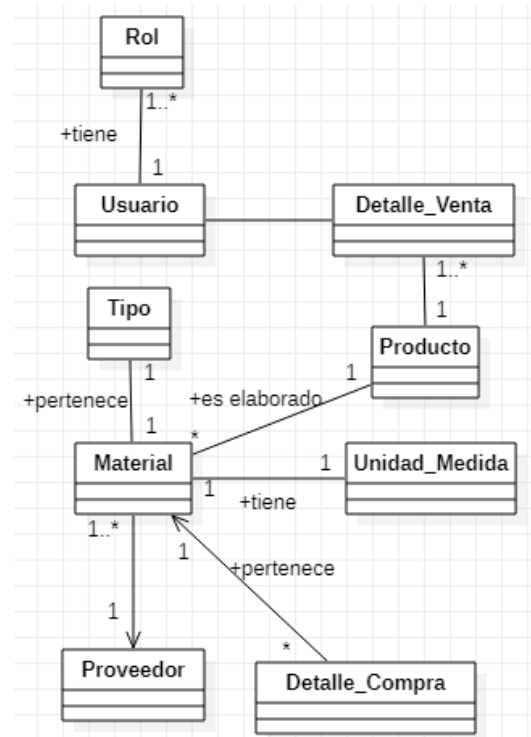 Rol
1..*
+tiene
1
Usuario
Detalle_Venta
1..*
1
Tipo
Producto
1
1
+pertenece
+es elaborado
1
*
Material
1
Unidad_Medida
1
+tiene
1..*
1
+pertenece
1
*
Proveedor
Detalle_Compra